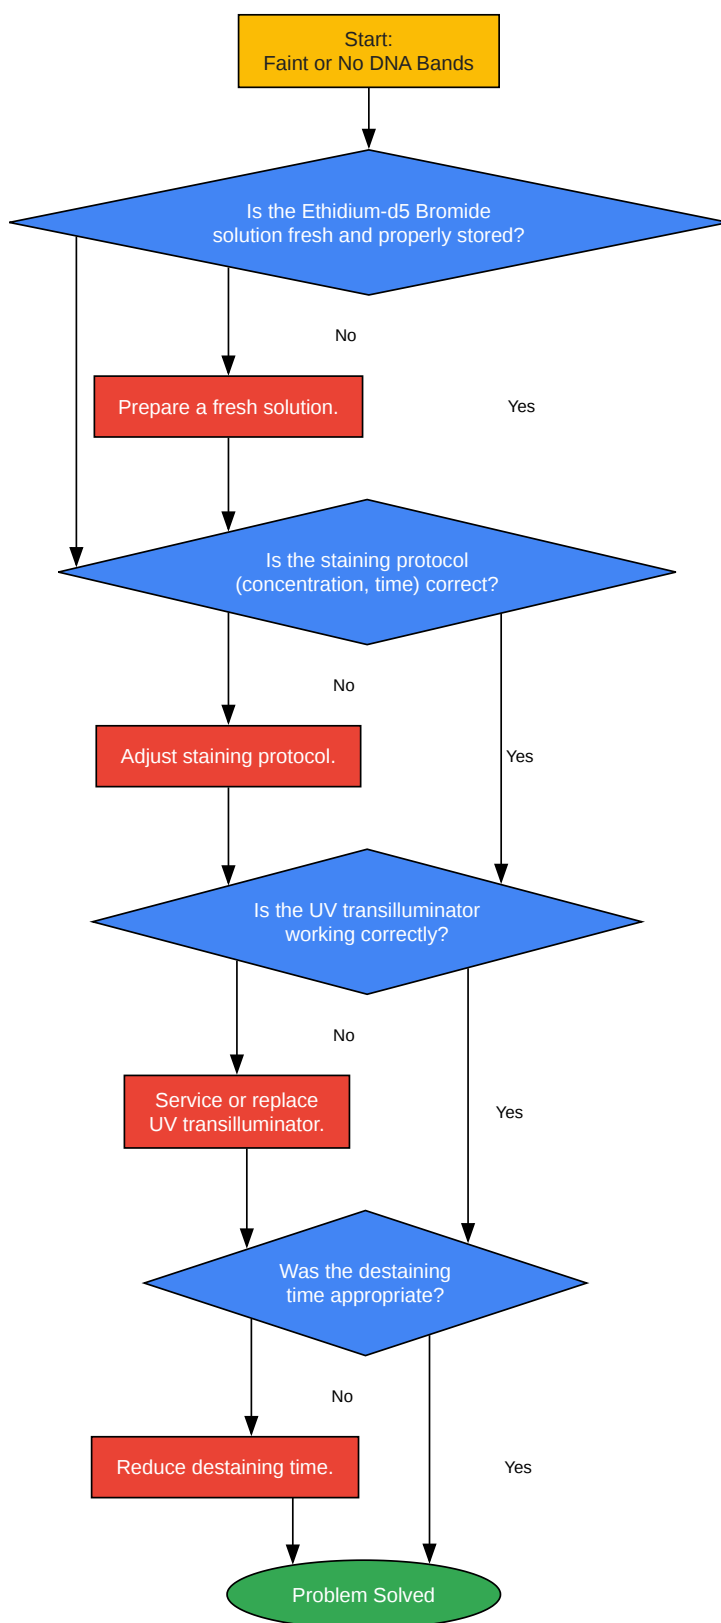 Start:
Faint or No DNA Bands
Is the Ethidium-d5 Bromide
solution fresh and properly stored?
No
Prepare a fresh solution.
Yes
Is the staining protocol
(concentration, time) correct?
No
Adjust staining protocol.
Yes
Is the UV transilluminator
working correctly?
No
Service or replace
UV transilluminator.
Yes
Was the destaining
time appropriate?
No
Reduce destaining time.
Yes
Problem Solved